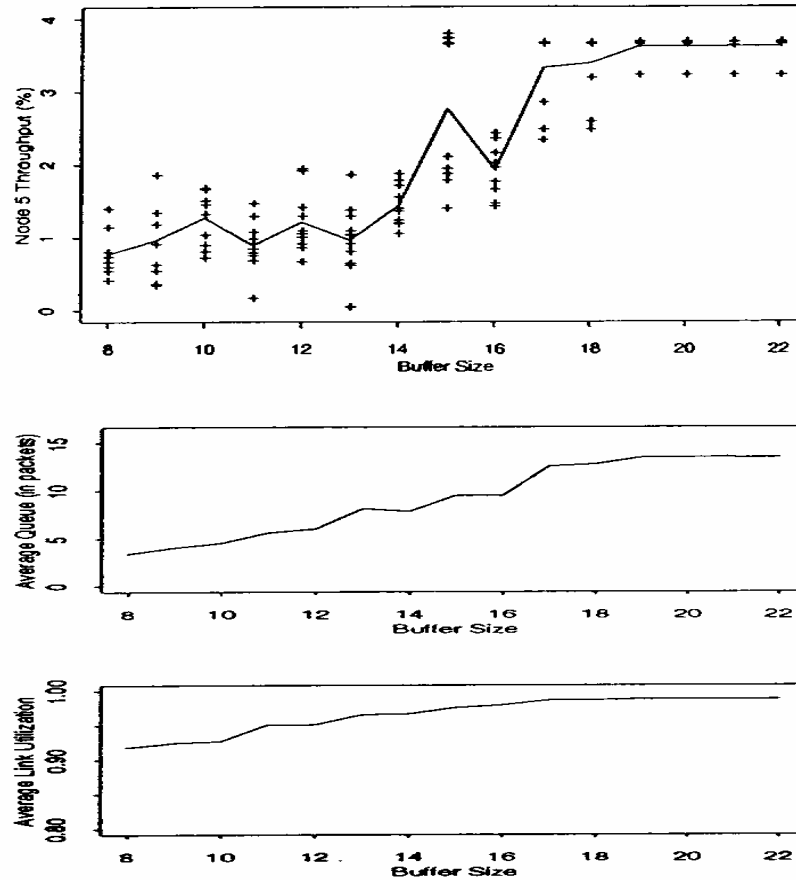 Node 5 Throughput (%)
4
3
2
1
0
8 10 12 14 16 18 20 22
Buffer Size
Average Queue (in packets)
15
10
5
0
8 10 12 14 16 18 20 22
Buffer Size
Average Link Utilization
1.00
0.90
0.80
8 10 12 14 16 18 20 22
Buffer Size